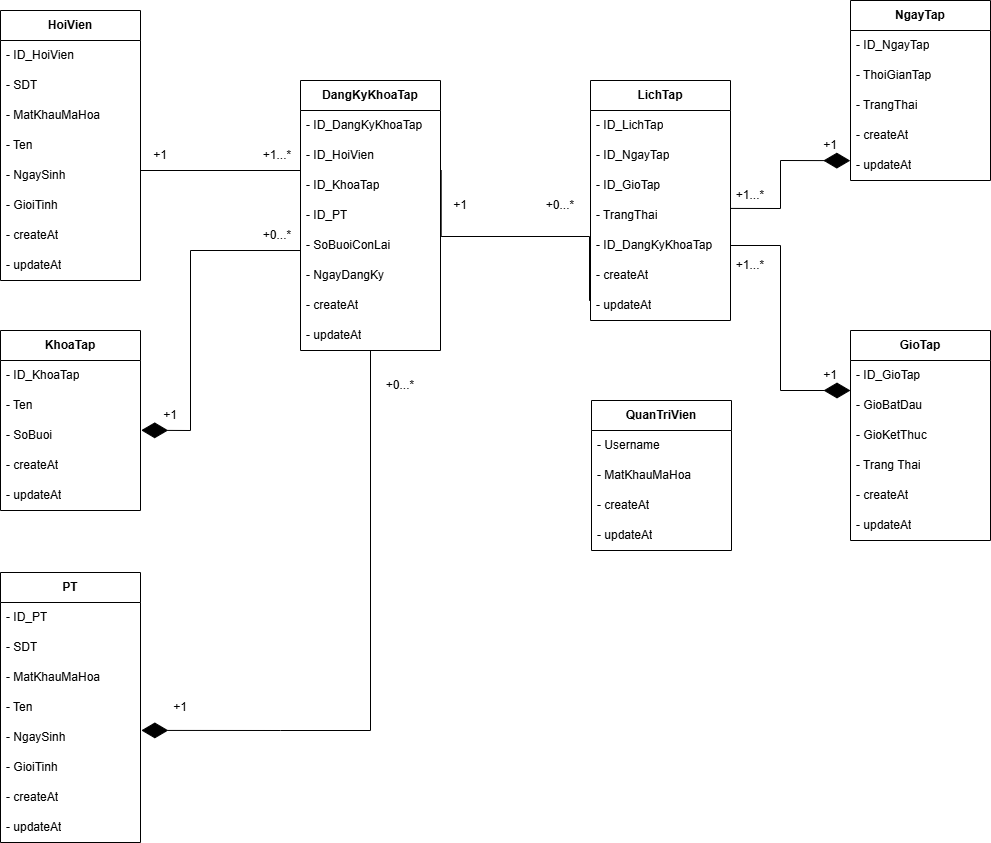 HoiVien
- ID_HoiVien
- SDT
- MatKhauMaHoa
- Ten
- NgaySinh
- GioiTinh
- createAt
- updateAt
+1
+1...*
DangKyKhoaTap
- ID_DangKyKhoaTap
- ID_HoiVien
- ID_KhoaTap
- ID_PT
- SoBuoiConLai
- NgayDangKy
- createAt
- updateAt
+0...*
+0...*
+1
+0...*
LichTap
- ID_LichTap
- ID_NgayTap
- ID_GioTap
- TrangThai
- ID_DangKyKhoaTap
- createAt
- updateAt
+1...*
+1...*
+1
NgayTap
- ID_NgayTap
- ThoiGianTap
- TrangThai
- createAt
- updateAt
KhoaTap
- ID_KhoaTap
- Ten
- SoBuoi
- createAt
- updateAt
+1
QuanTriVien
- Username
- MatKhauMaHoa
- createAt
- updateAt
+1
GioTap
- ID_GioTap
- GioBatDau
- GioKetThuc
- Trang Thai
- createAt
- updateAt
PT
- ID_PT
- SDT
- MatKhauMaHoa
- Ten
- NgaySinh
- GioiTinh
- createAt
- updateAt
+1